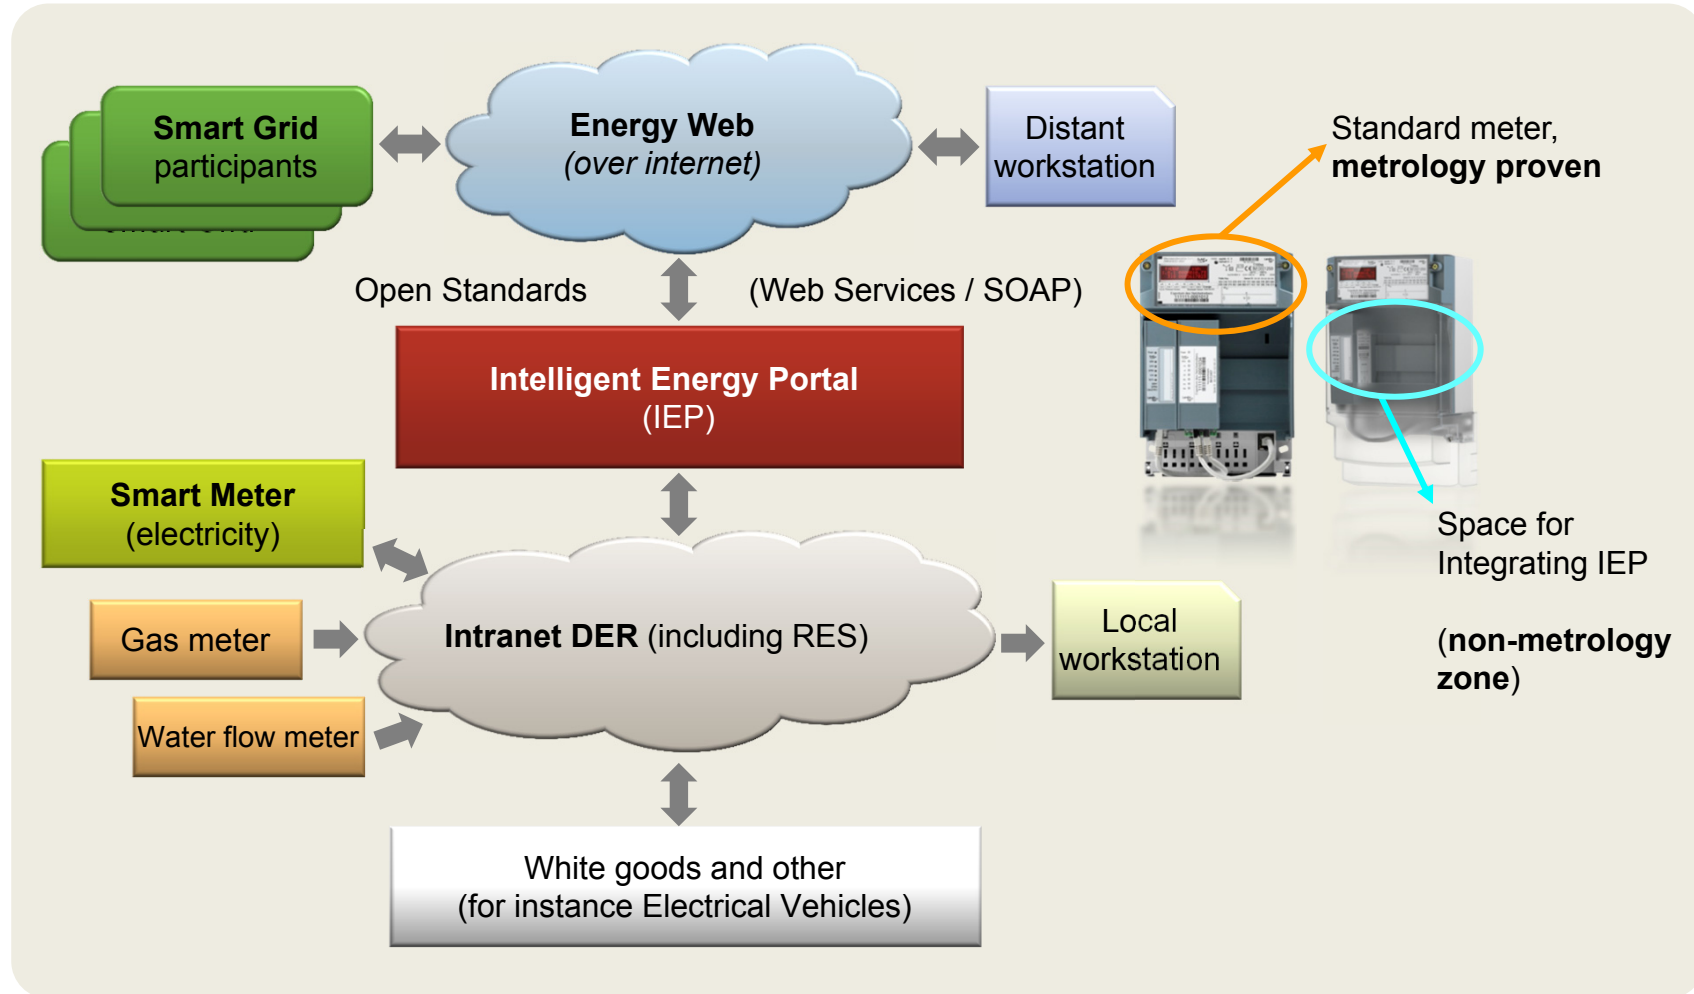 Smart Grid
participants
Energy Web
(over internet)
Distant
workstation
Standard meter,
metrology proven
Open Standards
(Web Services / SOAP)
Intelligent Energy Portal
(IEP)
Smart Meter
(electricity)
Gas meter
Water flow meter
Intranet DER (including RES)
Local
workstation
Space for
Integrating IEP
(non-metrology
zone)
White goods and other
(for instance Electrical Vehicles)